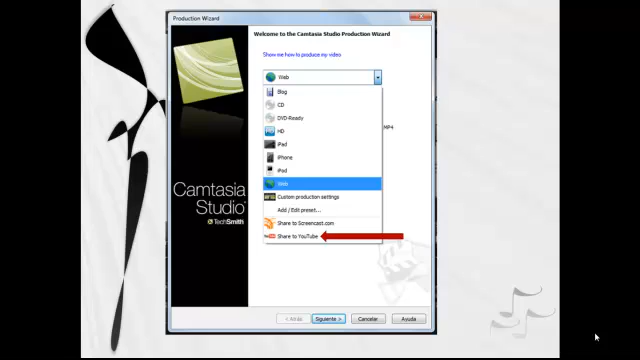 Production Wizard
Welcome to the Camtasia Studio Production Wizard
Show me how to produce my video
Web
Blog
CD
DVD-Ready
HD
MP4
iPad
iPhone
iPod
Web
Custom production settings
Add / Edit preset...
Share to Screencast.com
Share to YouTube
Camtasia
Studio
TechSmith
< Atrás
Siguiente >
Cancelar
Ayuda